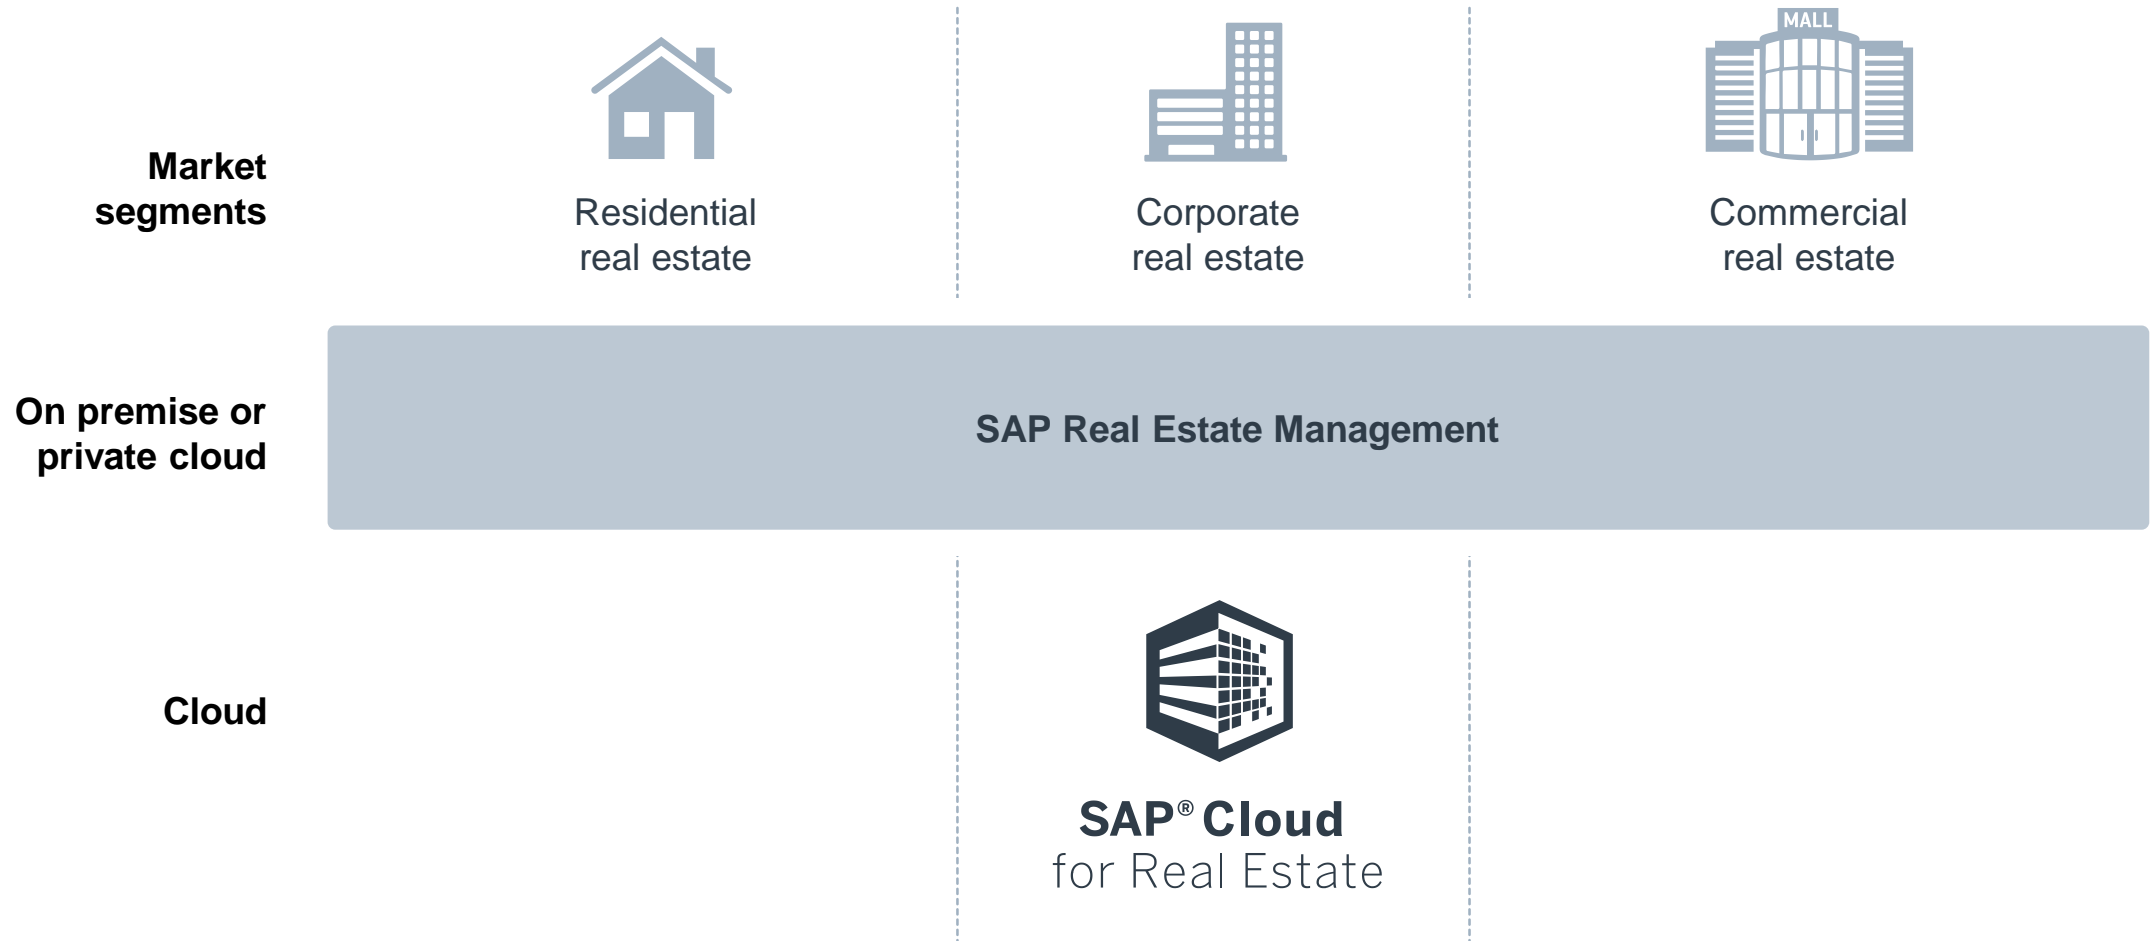 MALL
Market
segments
Residential
real estate
Corporate
real estate
Commercial
real estate
On premise or
private cloud
SAP Real Estate Management
Cloud
SAP® Cloud
for Real Estate